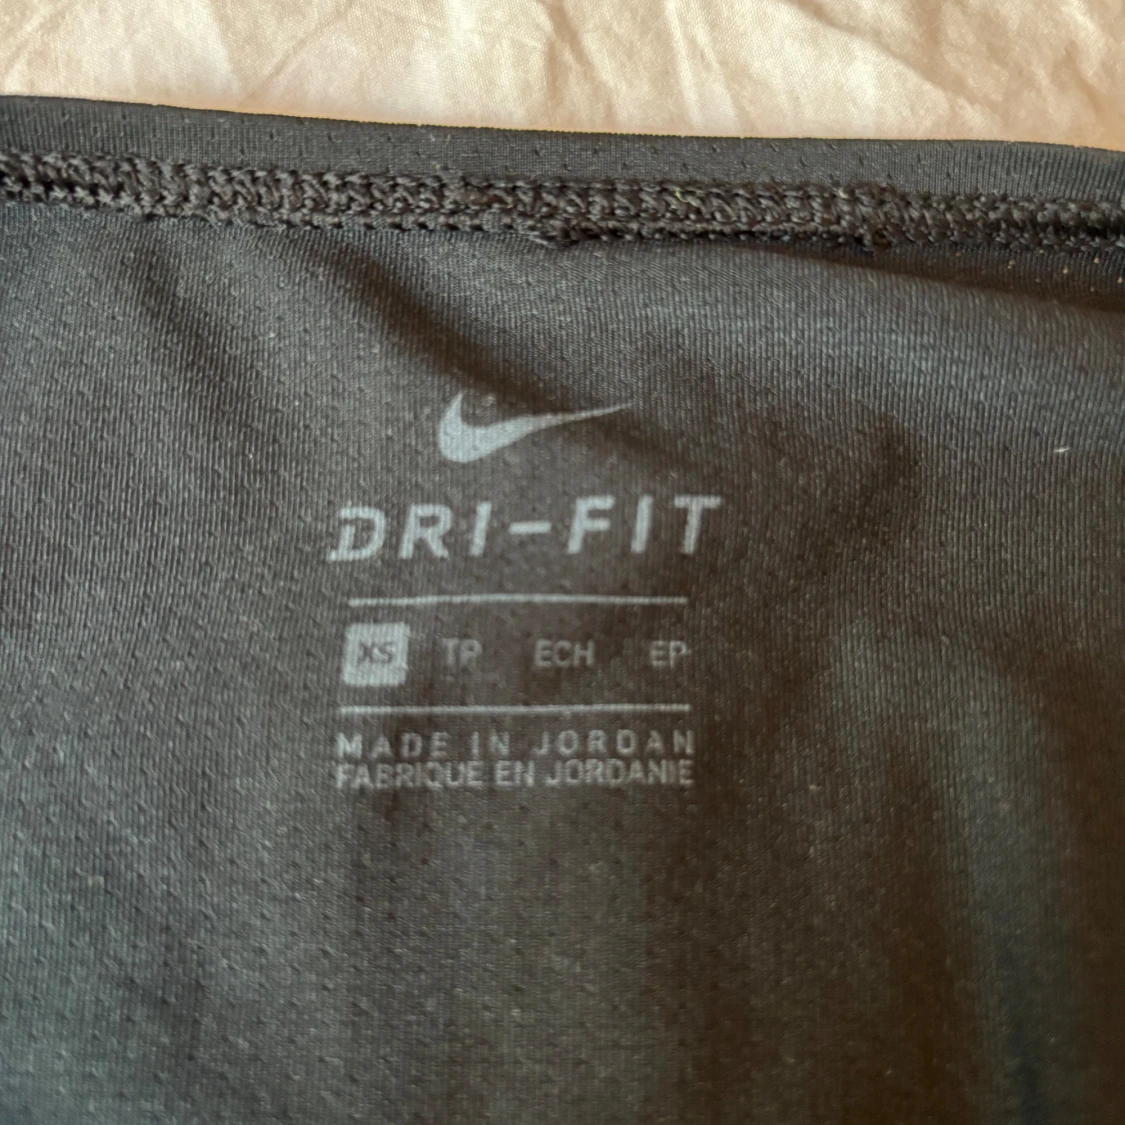 DRI-FIT
XS TP ECH EP
MADE IN JORDAN
FABRIQUE EN JORDANIE